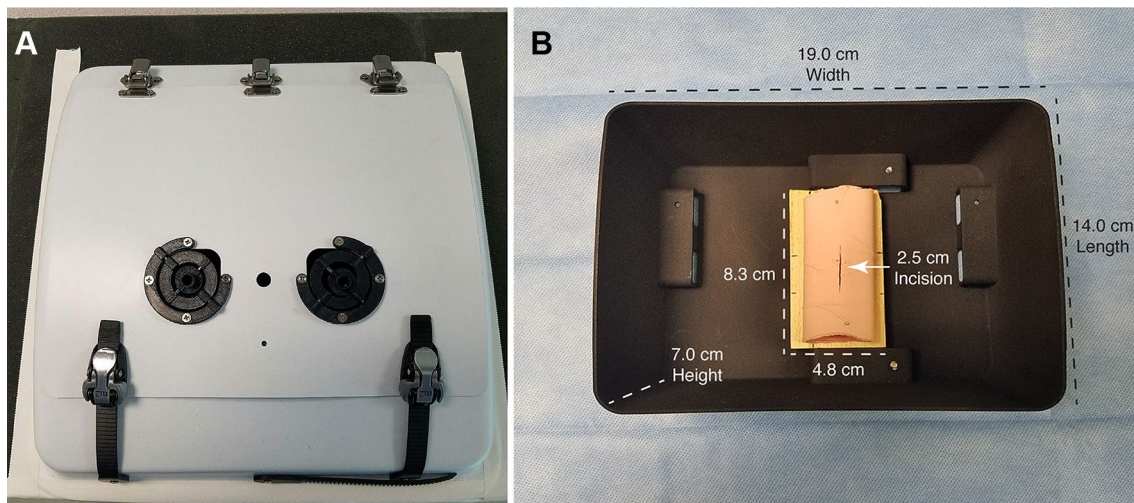 A
B
19.0 cm
Width
14.0 cm
Length
8.3 cm
2.5 cm
Incision
7.0 cm
Height
4.8 cm